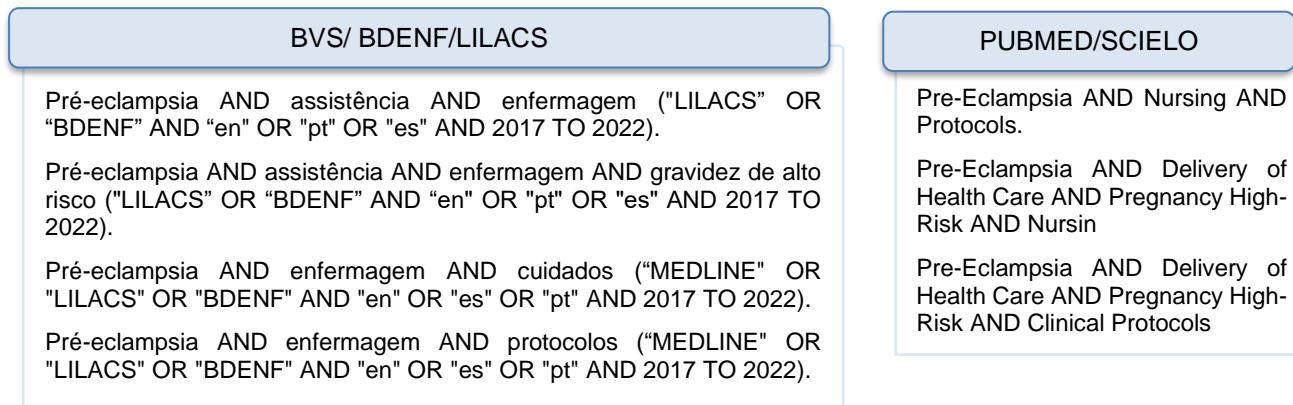 BVS/ BDENF/LILACS
Pré-eclampsia AND assistência AND enfermagem ("LILACS” OR
“BDENF” AND “en" OR "pt" OR "es" AND 2017 TO 2022).
Pré-eclampsia AND assistência AND enfermagem AND gravidez de alto
risco ("LILACS” OR “BDENF” AND “en" OR "pt" OR "es" AND 2017 TO
2022).
Pré-eclampsia AND enfermagem AND cuidados (“MEDLINE" OR
"LILACS" OR "BDENF" AND "en" OR "es" OR "pt" AND 2017 TO 2022).
Pré-eclampsia AND enfermagem AND protocolos (“MEDLINE" OR
"LILACS" OR "BDENF" AND "en" OR "es" OR "pt" AND 2017 TO 2022).
PUBMED/SCIELO
Pre-Eclampsia AND Nursing AND
Protocols.
Pre-Eclampsia AND Delivery of
Health Care AND Pregnancy High-
Risk AND Nursin
Pre-Eclampsia AND Delivery of
Health Care AND Pregnancy High-
Risk AND Clinical Protocols